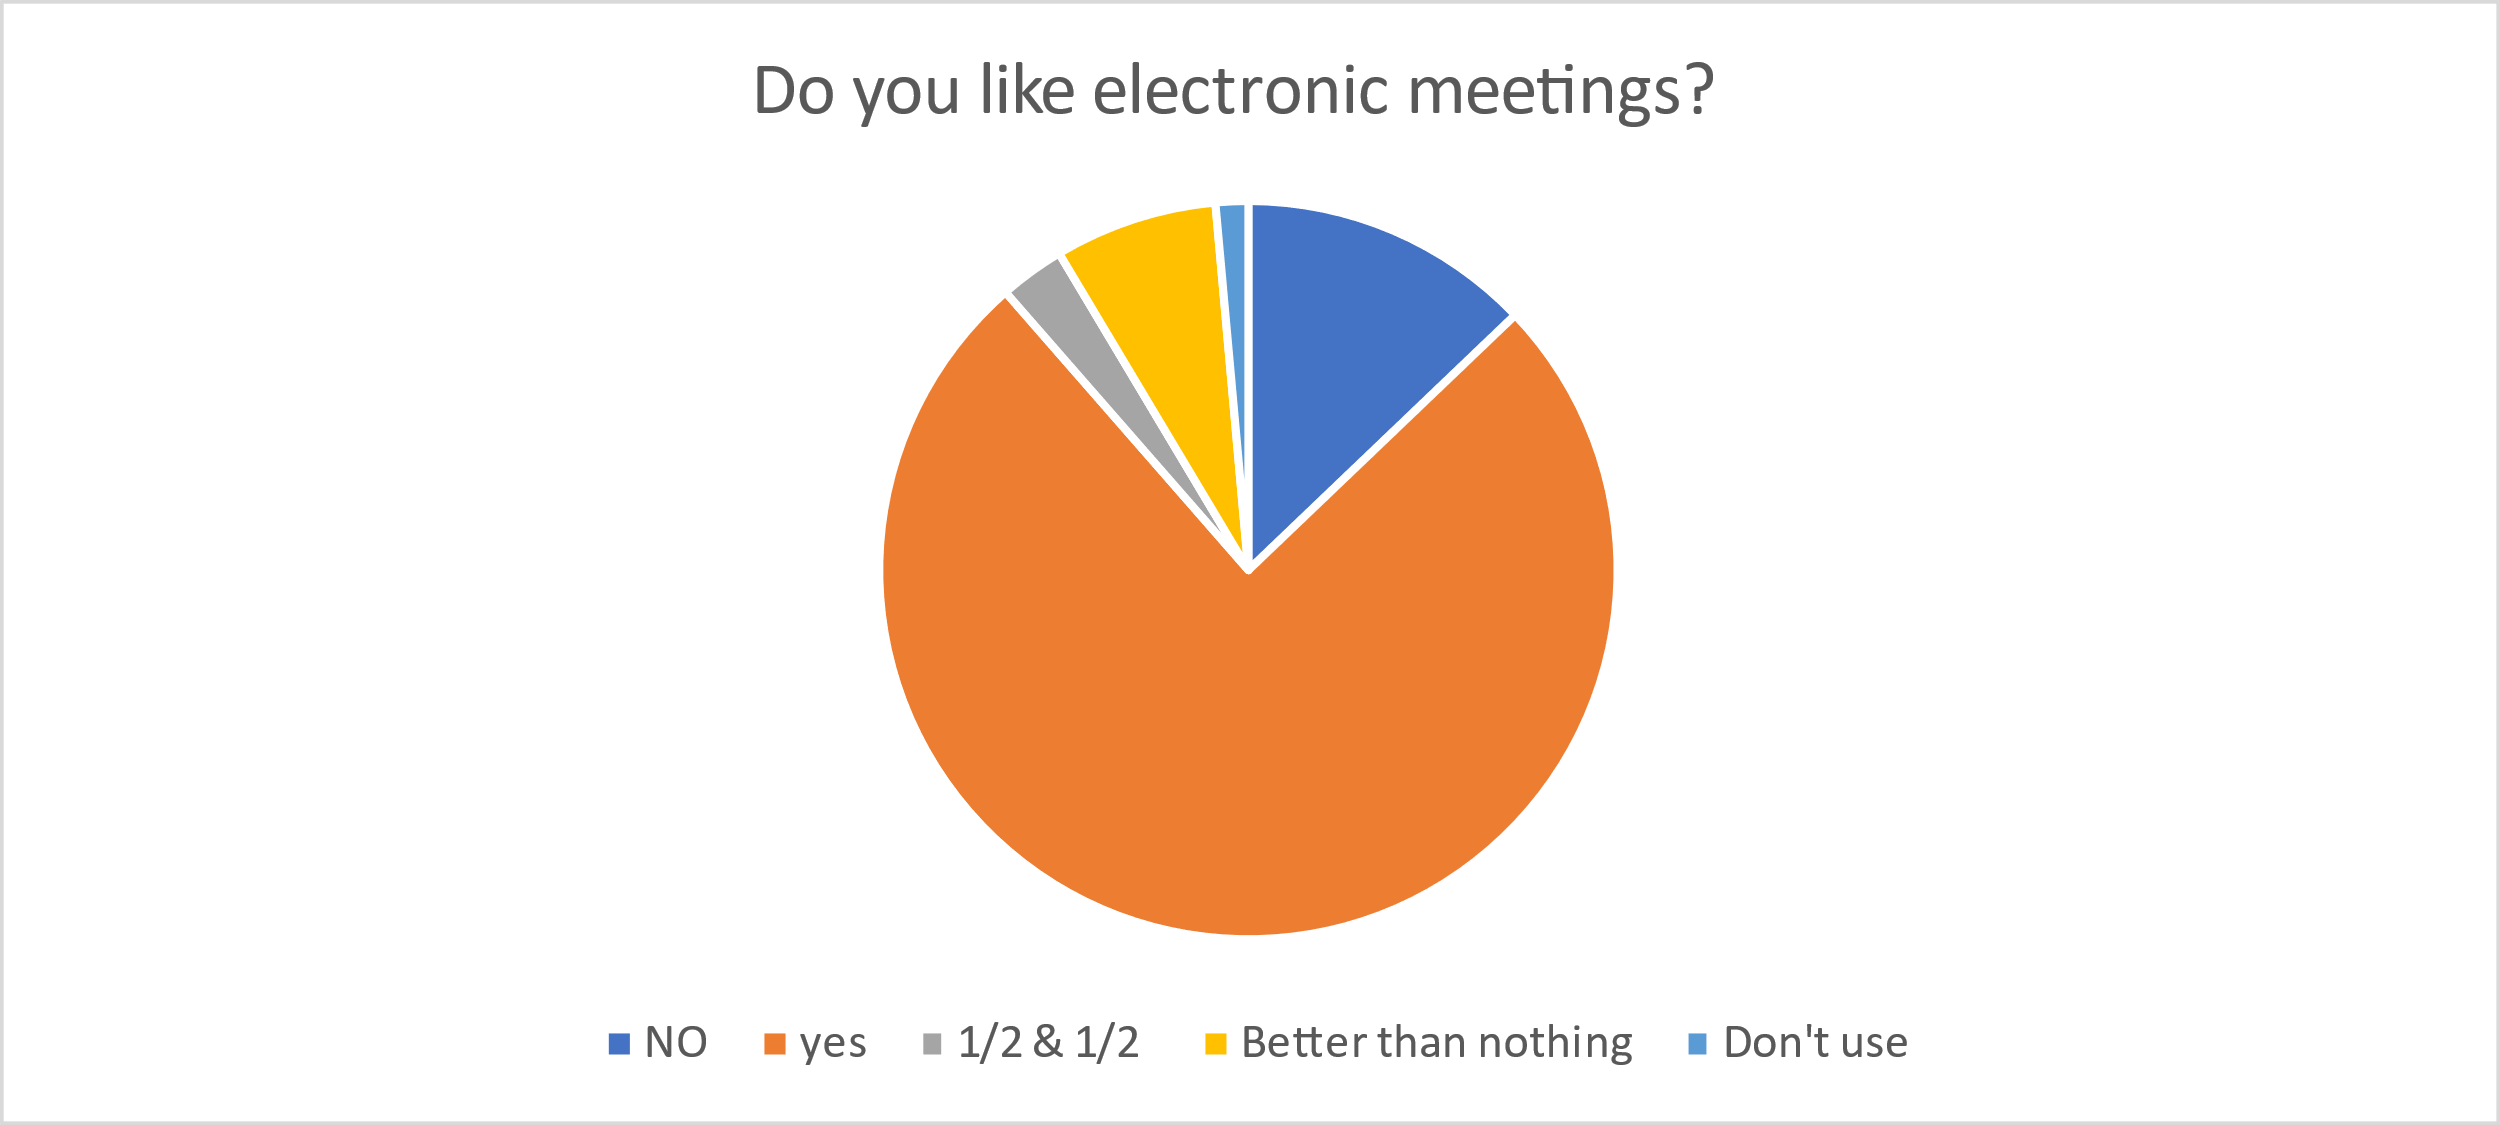 Do you like electronic meetings?
NO yes 1/2&1/2 Better than nothing Don't use